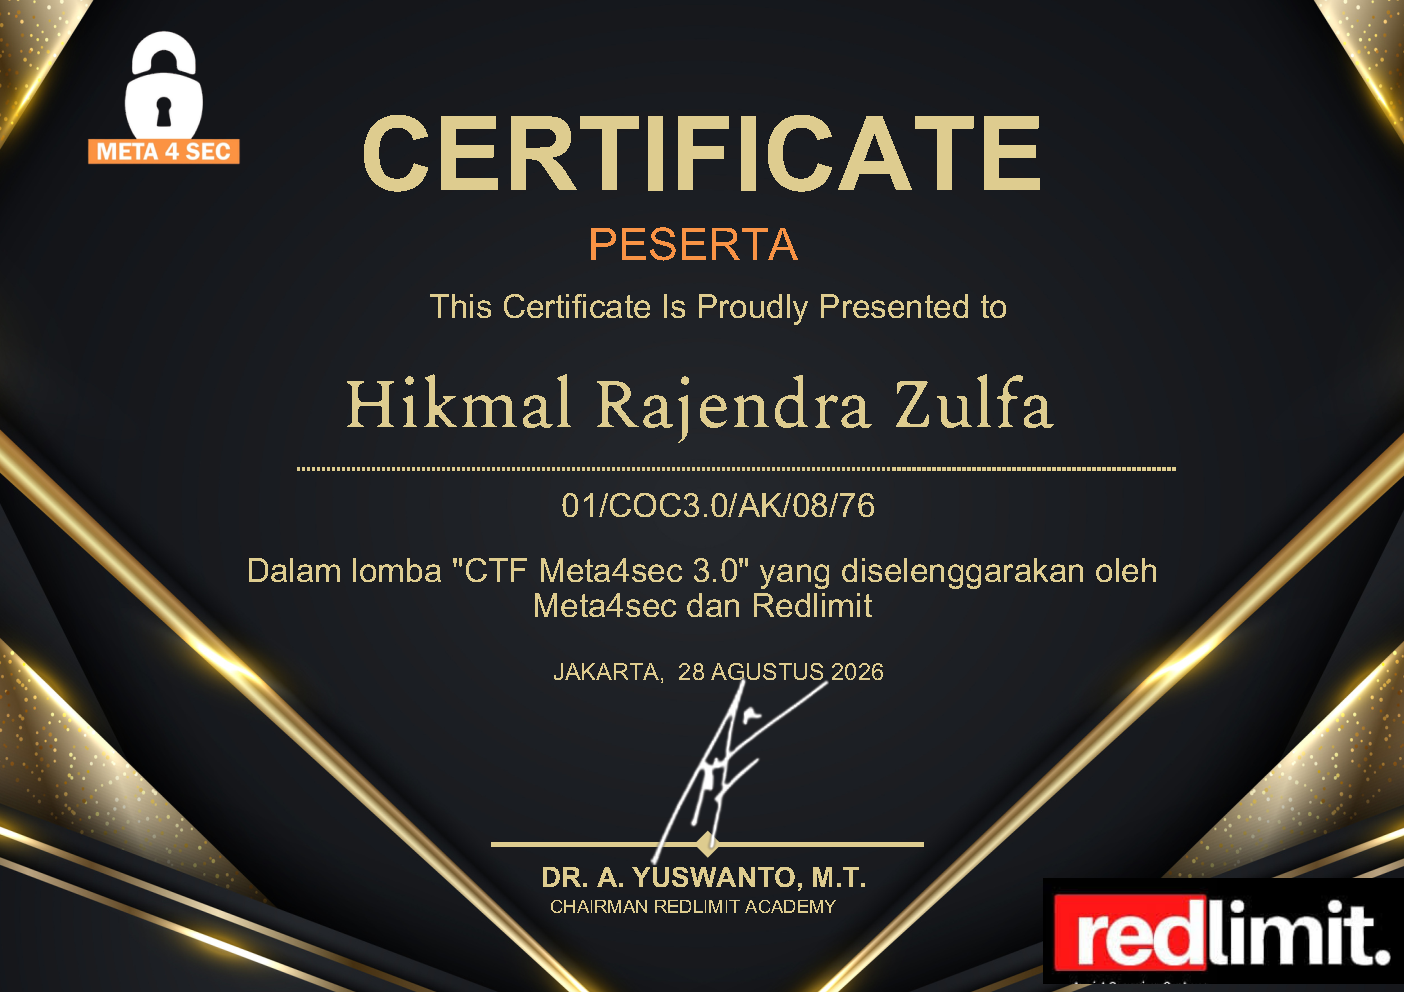 META 4 SEC
CERTIFICATE
PESERTA
This Certificate Is Proudly Presented to
Hikmal Rajendra Zulfa
01/COC3.0/AK/08/76
Dalam lomba "CTF Meta4sec 3.0" yang diselenggarakan oleh
Meta4sec dan Redlimit
JAKARTA, 28 AGUSTUS 2026
DR. A. YUSWANTO, M.T.
CHAIRMAN REDLIMIT ACADEMY
redlimit.